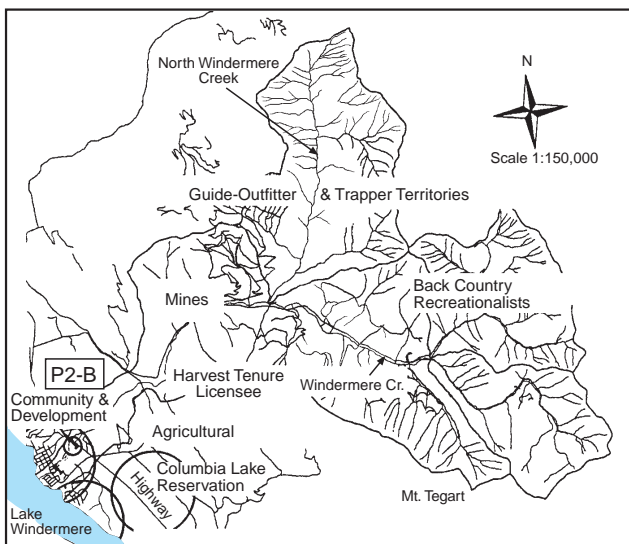 North Windermere
Creek
N
Scale 1:150,000
Guide-Outfitter & Trapper Territories
Mines
Back Country
Recreationalists
P2-B
Harvest Tenure
Licensee
Windermere Cr.
Community &
Development
Agricultural
Columbia Lake
Reservation
Highway
Mt. Tegart
Lake
Windermere